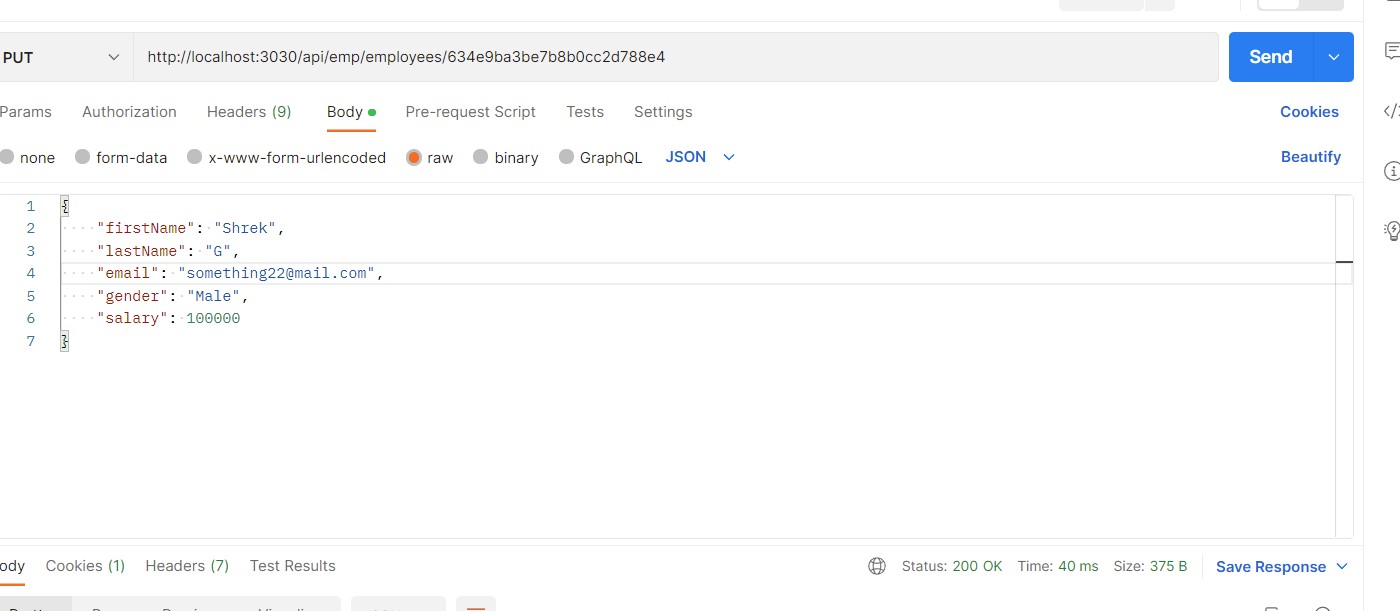 PUT http://localhost:3030/api/emp/employees/634e9ba3be7b8b0cc2d788e4 Send
Params Authorization Headers (9) Body Pre-request Script Tests Settings Cookies
none form-data x-www-form-urlencoded raw binary GraphQL JSON Beautify
1 {
2 "firstName": "Shrek",
3 "lastName": "G",
4 "email": "something22@mail.com",
5 "gender": "Male",
6 "salary": 100000
7 }
ody Cookies (1) Headers (7) Test Results Status: 200 OK Time: 40 ms Size: 375 B Save Response